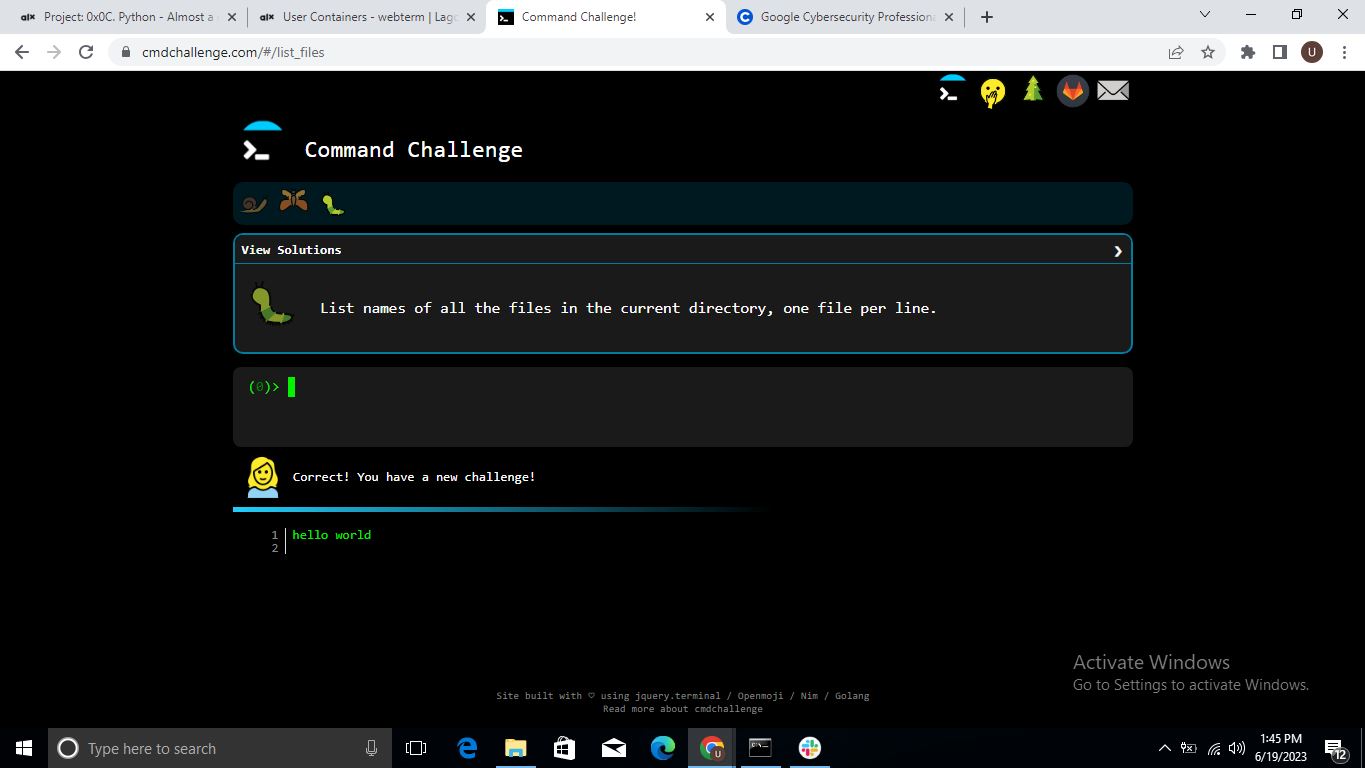 alx Project: 0x0C. Python - Almost a
alx User Containers - webterm | Lago
Command Challenge!
Google Cybersecurity Professiona
cmdchallenge.com/#/list_files
U
Command Challenge
View Solutions
List names of all the files in the current directory, one file per line.
(0)>
Correct! You have a new challenge!
1 hello world
2
Activate Windows
Go to Settings to activate Windows.
Site built with ♡ using jquery.terminal / Openmoji / Nim / Golang
Read more about cmdchallenge
Type here to search
1:45 PM
6/19/2023
12